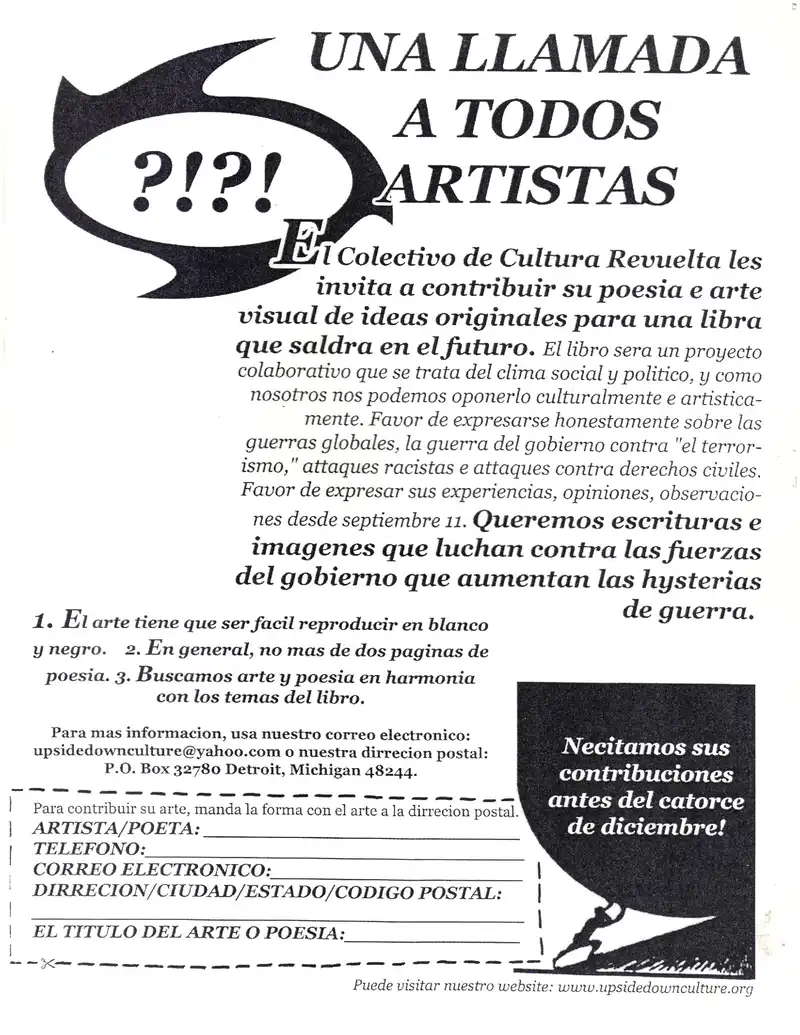 UNA LLAMADA
A TODOS
ARTISTAS
?!?!
El Colectivo de Cultura Revuelta les
invita a contribuir su poesia e arte
visual de ideas originales para una libra
que saldra en el futuro. El libro sera un proyecto
colaborativo que se trata del clima social y politico, y como
nosotros nos podemos oponerlo culturalmente e artistica-
mente. Favor de expresarse honestamente sobre las
guerras globales, la guerra del gobierno contra "el terror-
ismo," attaques racistas e attaques contra derechos civiles.
Favor de expresar sus experiencias, opiniones, observacio-
nes desde septiembre 11. Queremos escrituras e
imagenes que luchan contra las fuerzas
del gobierno que aumentan las hysterias
de guerra.
1. El arte tiene que ser facil reproducir en blanco
y negro. 2. En general, no mas de dos paginas de
poesia. 3. Buscamos arte y poesia en harmonia
con los temas del libro.
Para mas informacion, usa nuestro correo electronico:
upsidedownculture@yahoo.com o nuestra dirrecion postal:
P.O. Box 32780 Detroit, Michigan 48244.
Para contribuir su arte, manda la forma con el arte a la dirrecion postal.
ARTISTA/POETA:
TELEFONO:
CORREO ELECTRONICO:
DIRRECION/CIUDAD/ESTADO/CODIGO POSTAL:
EL TITULO DEL ARTE O POESIA:
Necitamos sus
contribuciones
antes del catorce
de diciembre!
Puede visitar nuestro website: www.upsidedownculture.org